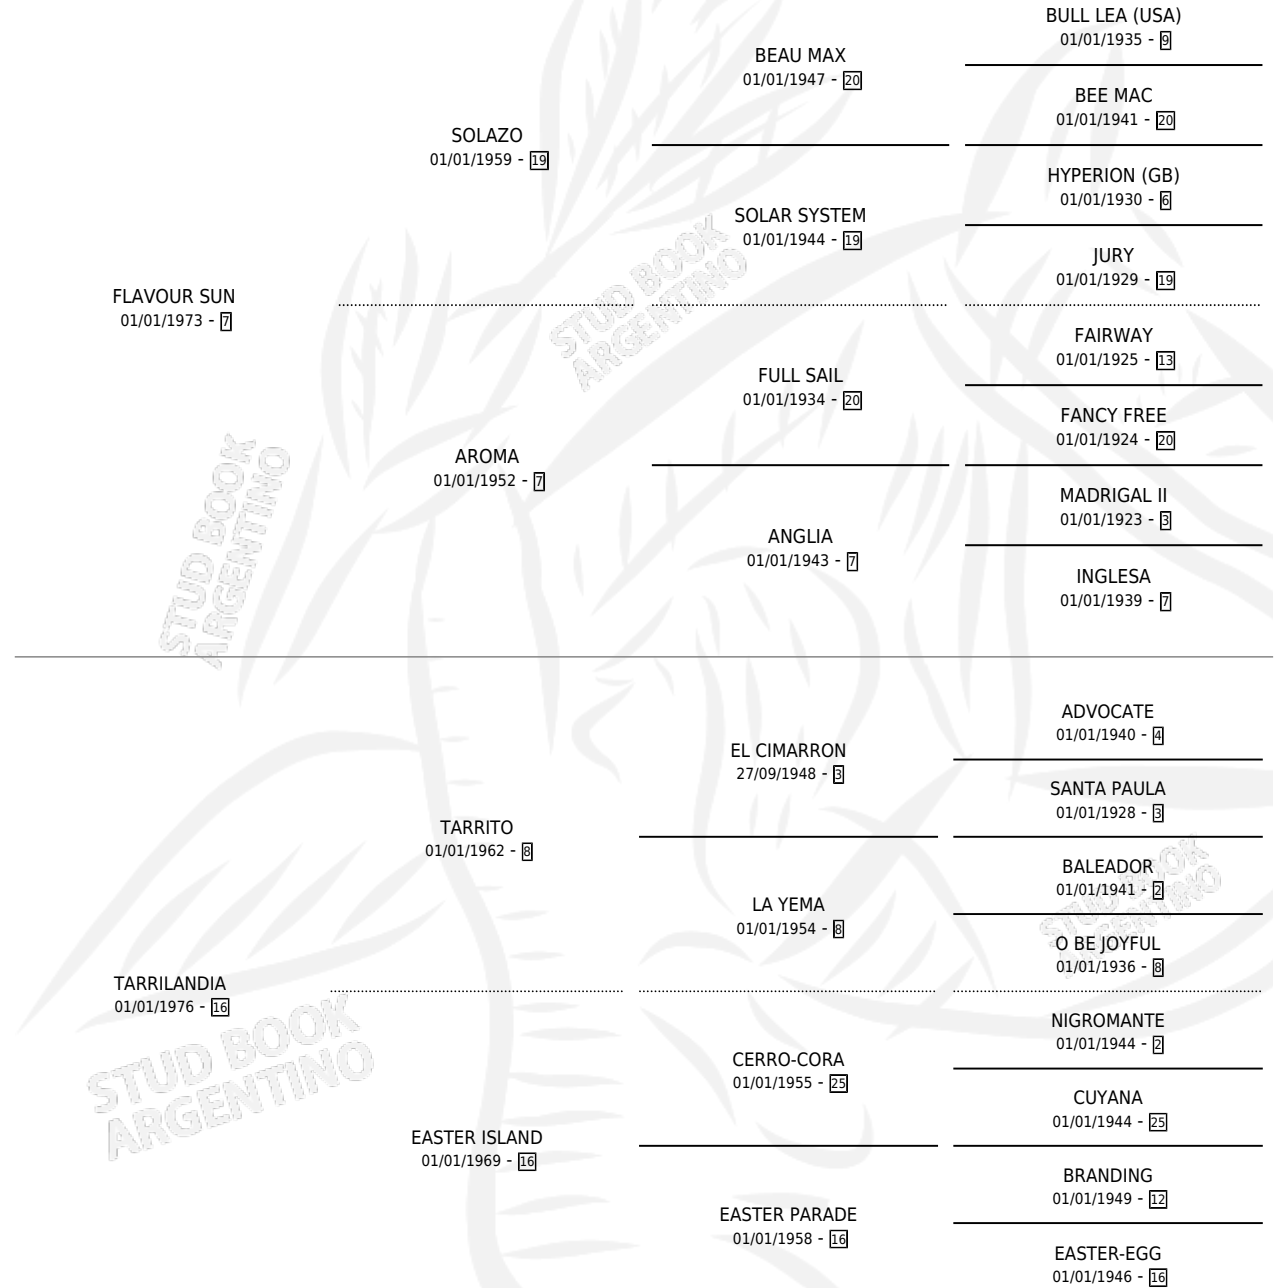 BULL LEA (USA)
01/01/1935 - 9
BEAU MAX
01/01/1947 - 20
BEE MAC
01/01/1941 - 20
SOLAZO
01/01/1959 - 19
HYPERION (GB)
01/01/1930 - 6
SOLAR SYSTEM
01/01/1944 - 19
JURY
01/01/1929 - 19
FLAVOUR SUN
01/01/1973 - 7
FAIRWAY
01/01/1925 - 13
FULL SAIL
01/01/1934 - 20
FANCY FREE
01/01/1924 - 20
AROMA
01/01/1952 - 7
MADRIGAL II
01/01/1923 - 3
ANGLIA
01/01/1943 - 7
INGLESA
01/01/1939 - 7
STUD BOOK
ARGENTINO
STUD BOOK
ARGENTINO
ADVOCATE
01/01/1940 - 4
EL CIMARRON
27/09/1948 - 3
SANTA PAULA
01/01/1928 - 3
TARRITO
01/01/1962 - 8
BALEADOR
01/01/1941 - 2
LA YEMA
01/01/1954 - 8
O BE JOYFUL
01/01/1936 - 8
TARRILANDIA
01/01/1976 - 16
NIGROMANTE
01/01/1944 - 2
CERRO-CORA
01/01/1955 - 25
CUYANA
01/01/1944 - 25
EASTER ISLAND
01/01/1969 - 16
BRANDING
01/01/1949 - 12
EASTER PARADE
01/01/1958 - 16
EASTER-EGG
01/01/1946 - 16
STUD BOOK
ARGENTINO
STUD BOOK
ARGENTINO